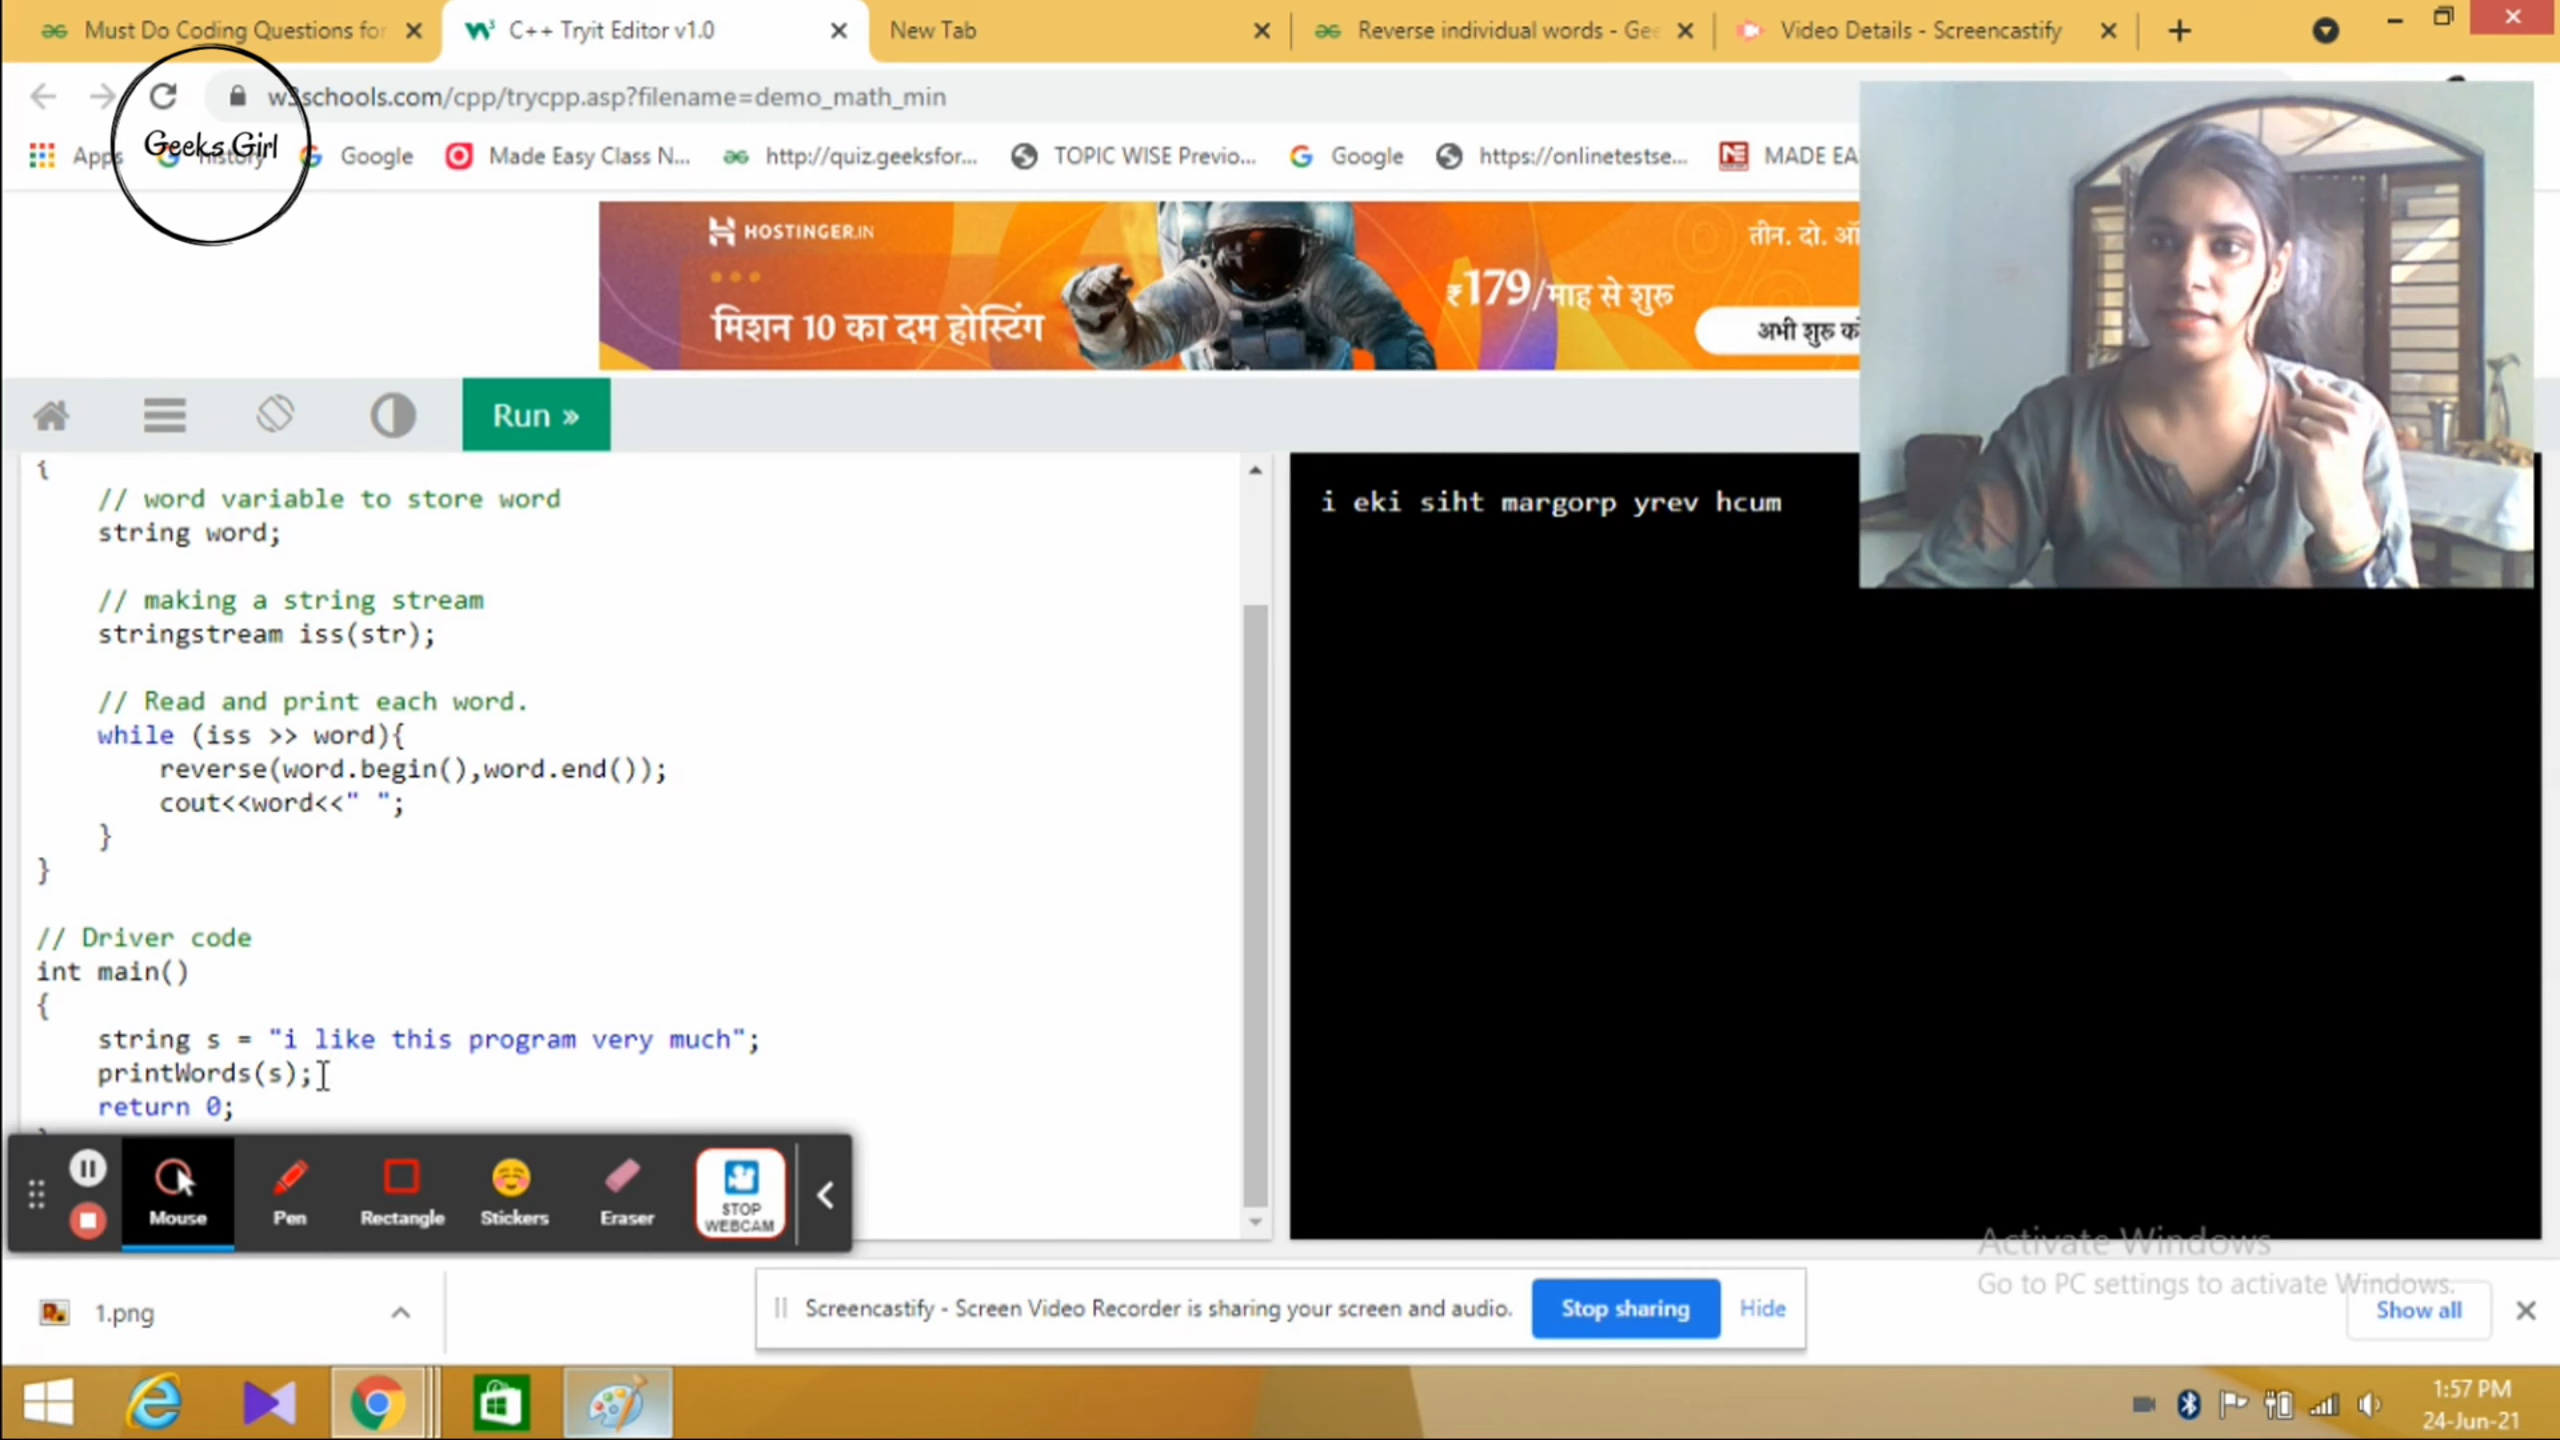 Must Do Coding Questions for
C++ Tryit Editor v1.0
New Tab
Reverse individual words - Gee
Video Details - Screencastify
w3schools.com/cpp/trycpp.asp?filename=demo_math_min
Geeks Girl
Apps
history
Google
Made Easy Class N...
http://quiz.geeksfor...
TOPIC WISE Previo...
Google
https://onlinetestse...
MADE EA
HOSTINGER.IN
मिशन 10 का दम होस्टिंग
₹179/माह से शुरू
तीन. दो.
अभी शुरू
Run »
{
// word variable to store word
string word;
// making a string stream
stringstream iss(str);
// Read and print each word.
while (iss >> word){
reverse(word.begin(),word.end());
cout<<word<<" ";
}
}
// Driver code
int main()
{
string s = "i like this program very much";
printWords(s);
return 0;
i eki siht margorp yrev hcum
Mouse
Pen
Rectangle
Stickers
Eraser
STOP
WEBCAM
Activate Windows
Go to PC settings to activate Windows.
1.png
Screencastify - Screen Video Recorder is sharing your screen and audio.
Stop sharing
Hide
Show all
1:57 PM
24-Jun-21